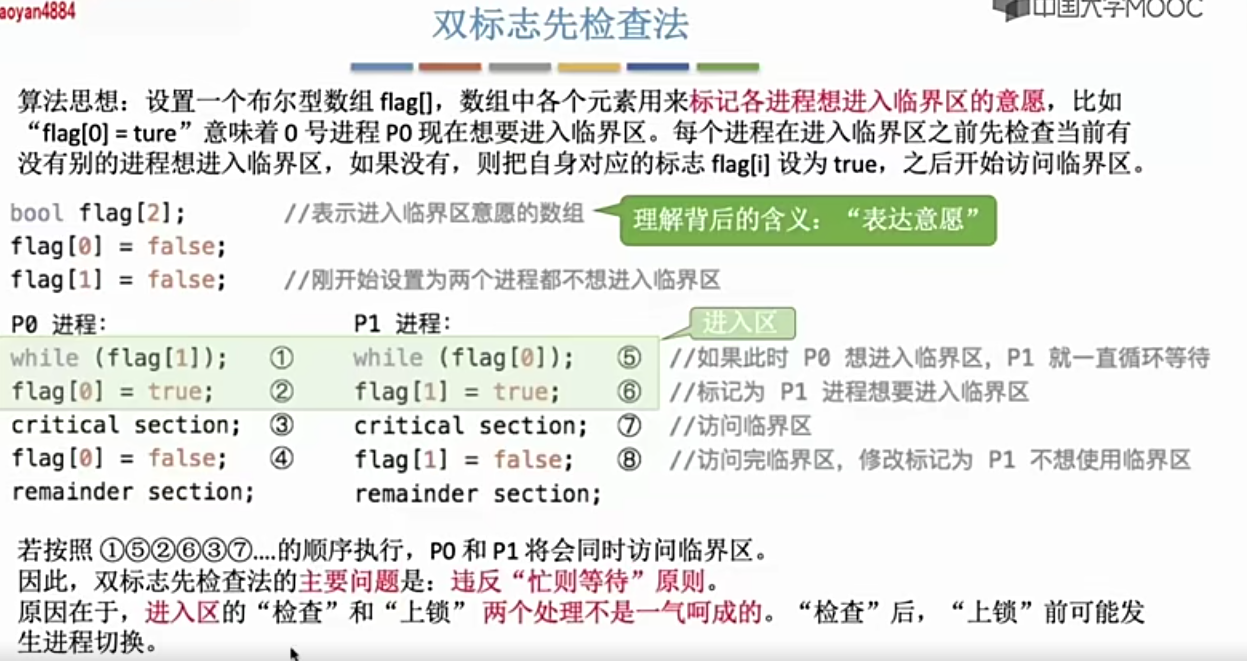 aoyan4884
中国大学MOOC
双标志先检查法
算法思想：设置一个布尔型数组 flag[]，数组中各个元素用来标记各进程想进入临界区的意愿，比如
“flag[0] = ture”意味着 0 号进程 P0 现在想要进入临界区。每个进程在进入临界区之前先检查当前有
没有别的进程想进入临界区，如果没有，则把自身对应的标志 flag[i] 设为 true，之后开始访问临界区。
bool flag[2]; //表示进入临界区意愿的数组
理解背后的含义：“表达意愿”
flag[0] = false;
flag[1] = false; //刚开始设置为两个进程都不想进入临界区
P0 进程： P1 进程： 进入区
while (flag[1]); ① while (flag[0]); ⑤ //如果此时 P0 想进入临界区，P1 就一直循环等待
flag[0] = true; ② flag[1] = true; ⑥ //标记为 P1 进程想要进入临界区
critical section; ③ critical section; ⑦ //访问临界区
flag[0] = false; ④ flag[1] = false; ⑧ //访问完临界区，修改标记为 P1 不想使用临界区
remainder section; remainder section;
若按照 ①⑤②⑥③⑦....的顺序执行，P0 和 P1 将会同时访问临界区。
因此，双标志先检查法的主要问题是：违反“忙则等待”原则。
原因在于，进入区的“检查”和“上锁” 两个处理不是一气呵成的。“检查”后，“上锁”前可能发
生进程切换。